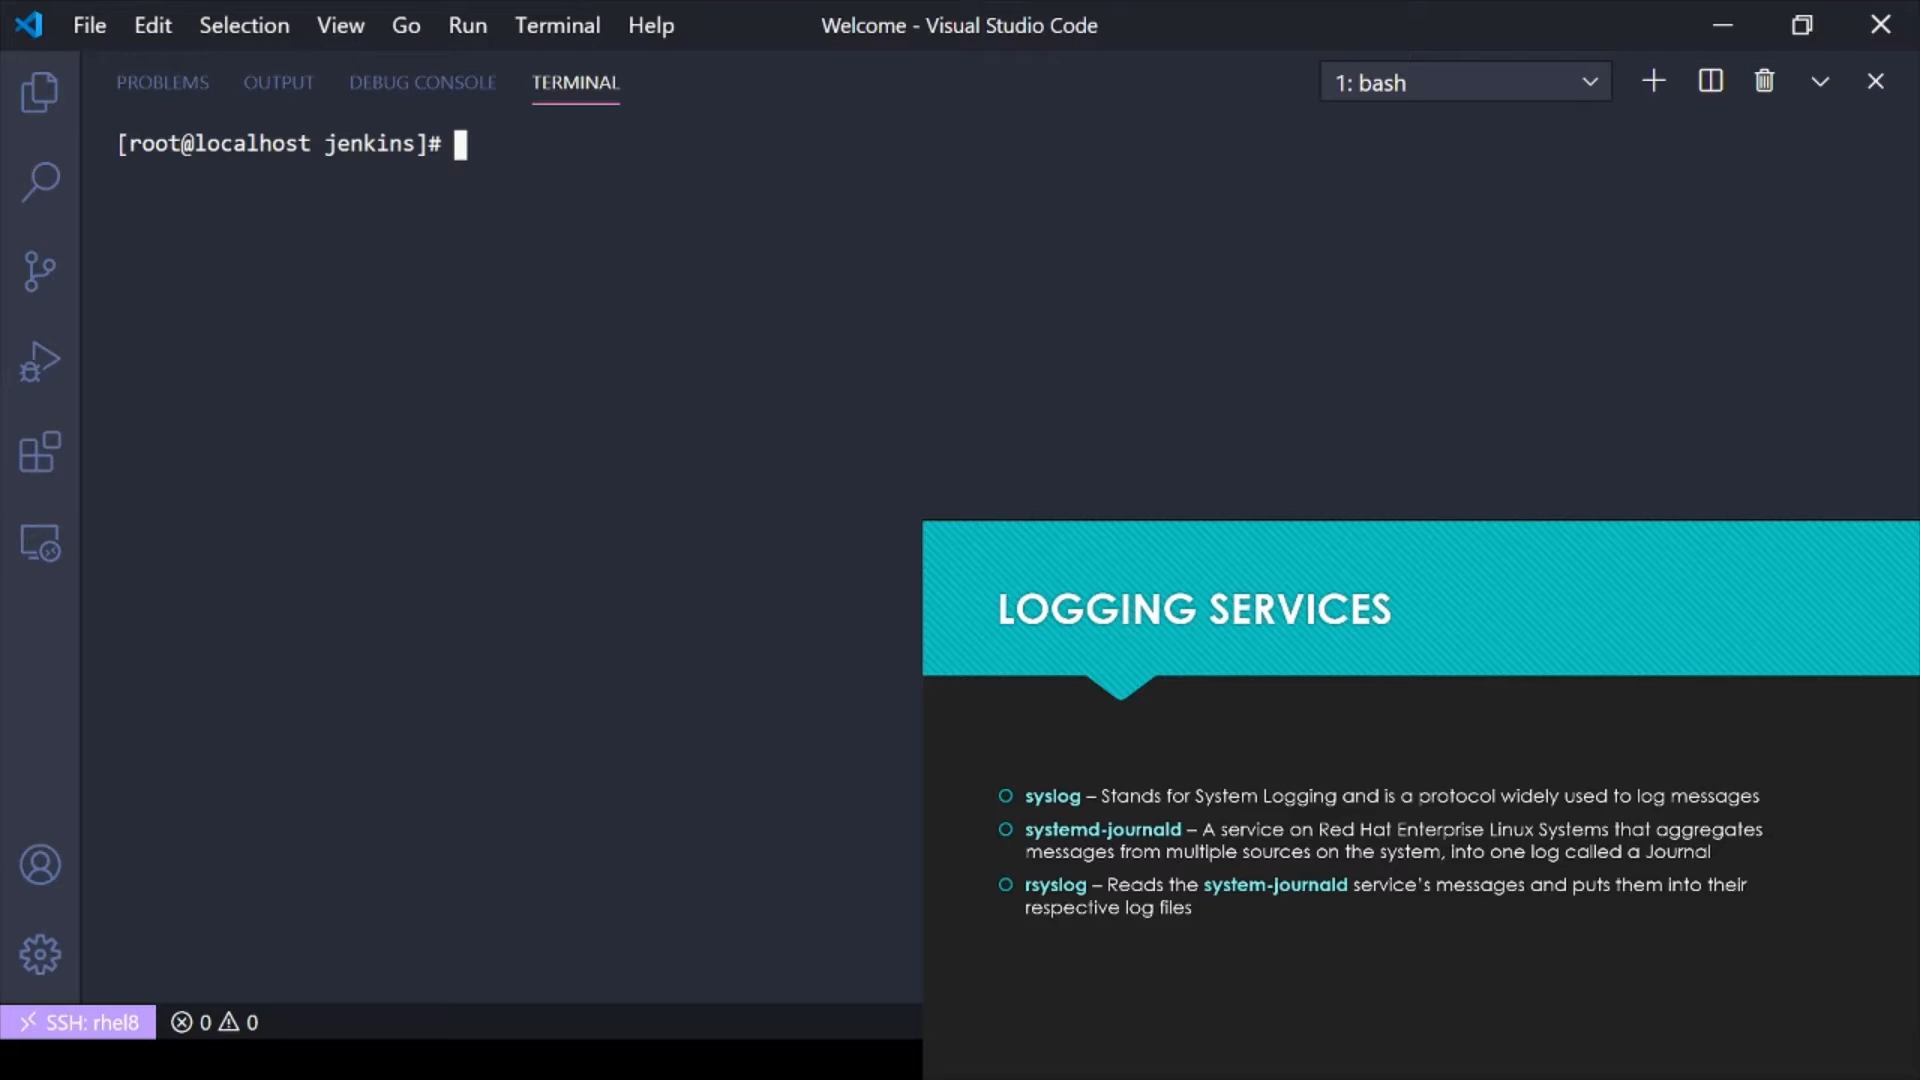 File Edit Selection View Go Run Terminal Help Welcome - Visual Studio Code
PROBLEMS OUTPUT DEBUG CONSOLE TERMINAL 1: bash
[root@localhost jenkins]#
LOGGING SERVICES
syslog – Stands for System Logging and is a protocol widely used to log messages
systemd-journald – A service on Red Hat Enterprise Linux Systems that aggregates
messages from multiple sources on the system, into one log called a Journal
rsyslog – Reads the system-journald service's messages and puts them into their
respective log files
SSH: rhel8 0 0